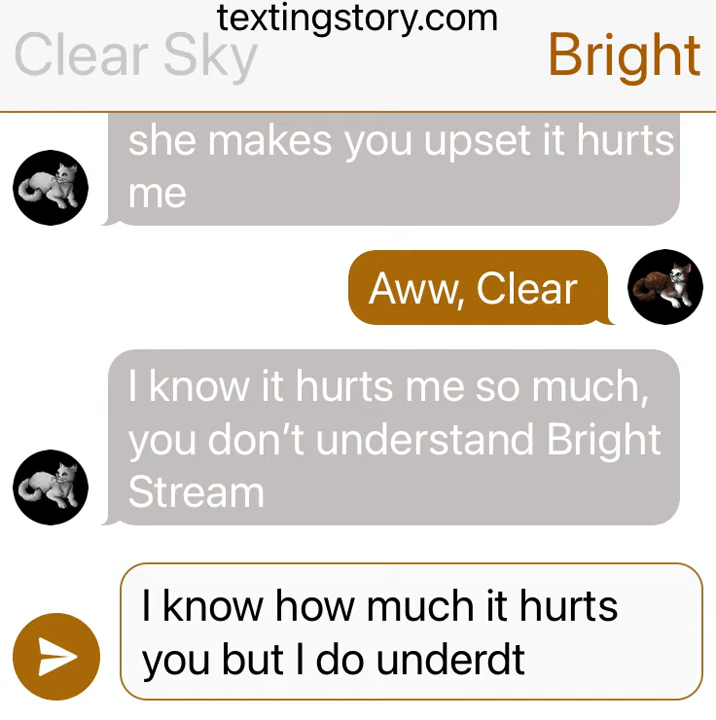 textingstory.com
Clear Sky
Bright
she makes you upset it hurts
me
Aww, Clear
I know it hurts me so much,
you don’t understand Bright
Stream
I know how much it hurts
you but I do underdt